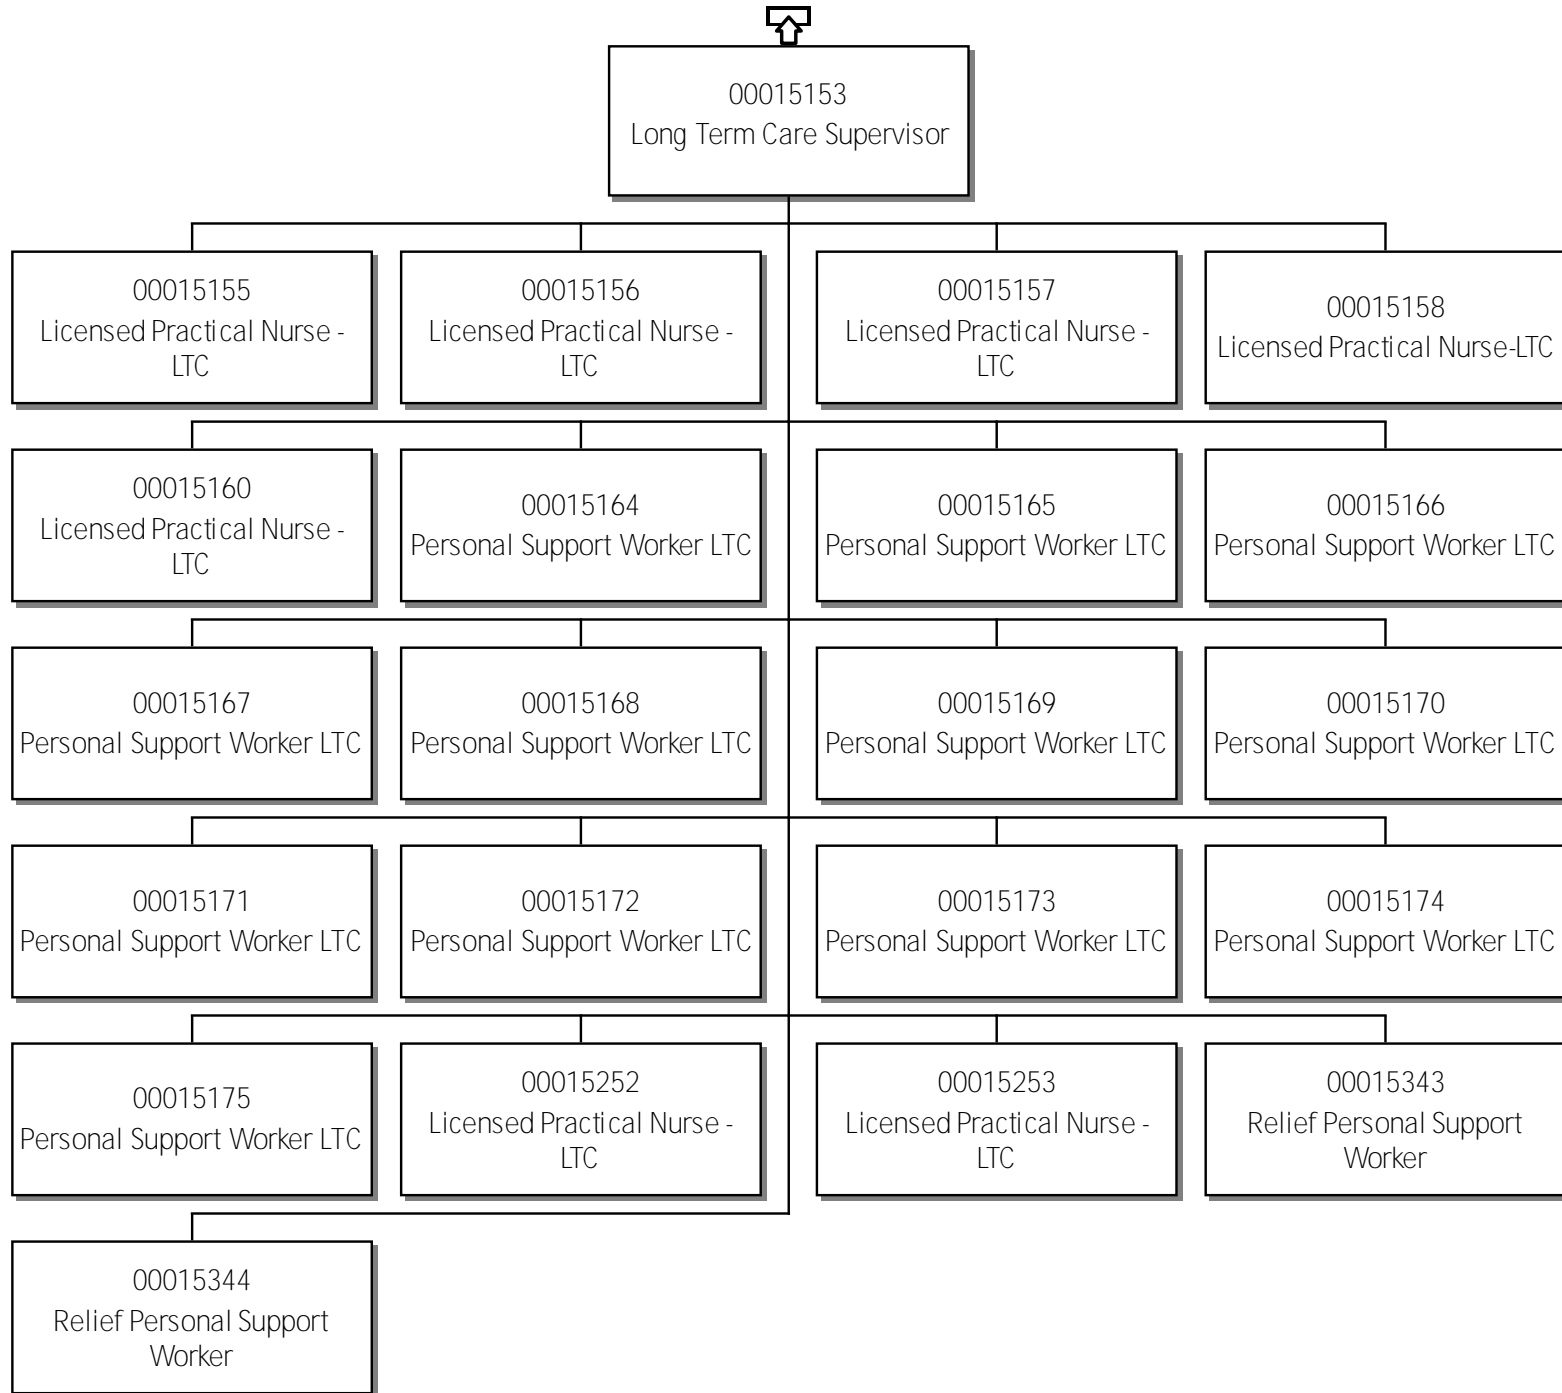 00015153
Long Term Care Supervisor
00015155
Licensed Practical Nurse -
LTC
00015156
Licensed Practical Nurse -
LTC
00015157
Licensed Practical Nurse -
LTC
00015158
Licensed Practical Nurse-LTC
00015160
Licensed Practical Nurse -
LTC
00015164
Personal Support Worker LTC
00015165
Personal Support Worker LTC
00015166
Personal Support Worker LTC
00015167
Personal Support Worker LTC
00015168
Personal Support Worker LTC
00015169
Personal Support Worker LTC
00015170
Personal Support Worker LTC
00015171
Personal Support Worker LTC
00015172
Personal Support Worker LTC
00015173
Personal Support Worker LTC
00015174
Personal Support Worker LTC
00015175
Personal Support Worker LTC
00015252
Licensed Practical Nurse -
LTC
00015253
Licensed Practical Nurse -
LTC
00015343
Relief Personal Support
Worker
00015344
Relief Personal Support
Worker